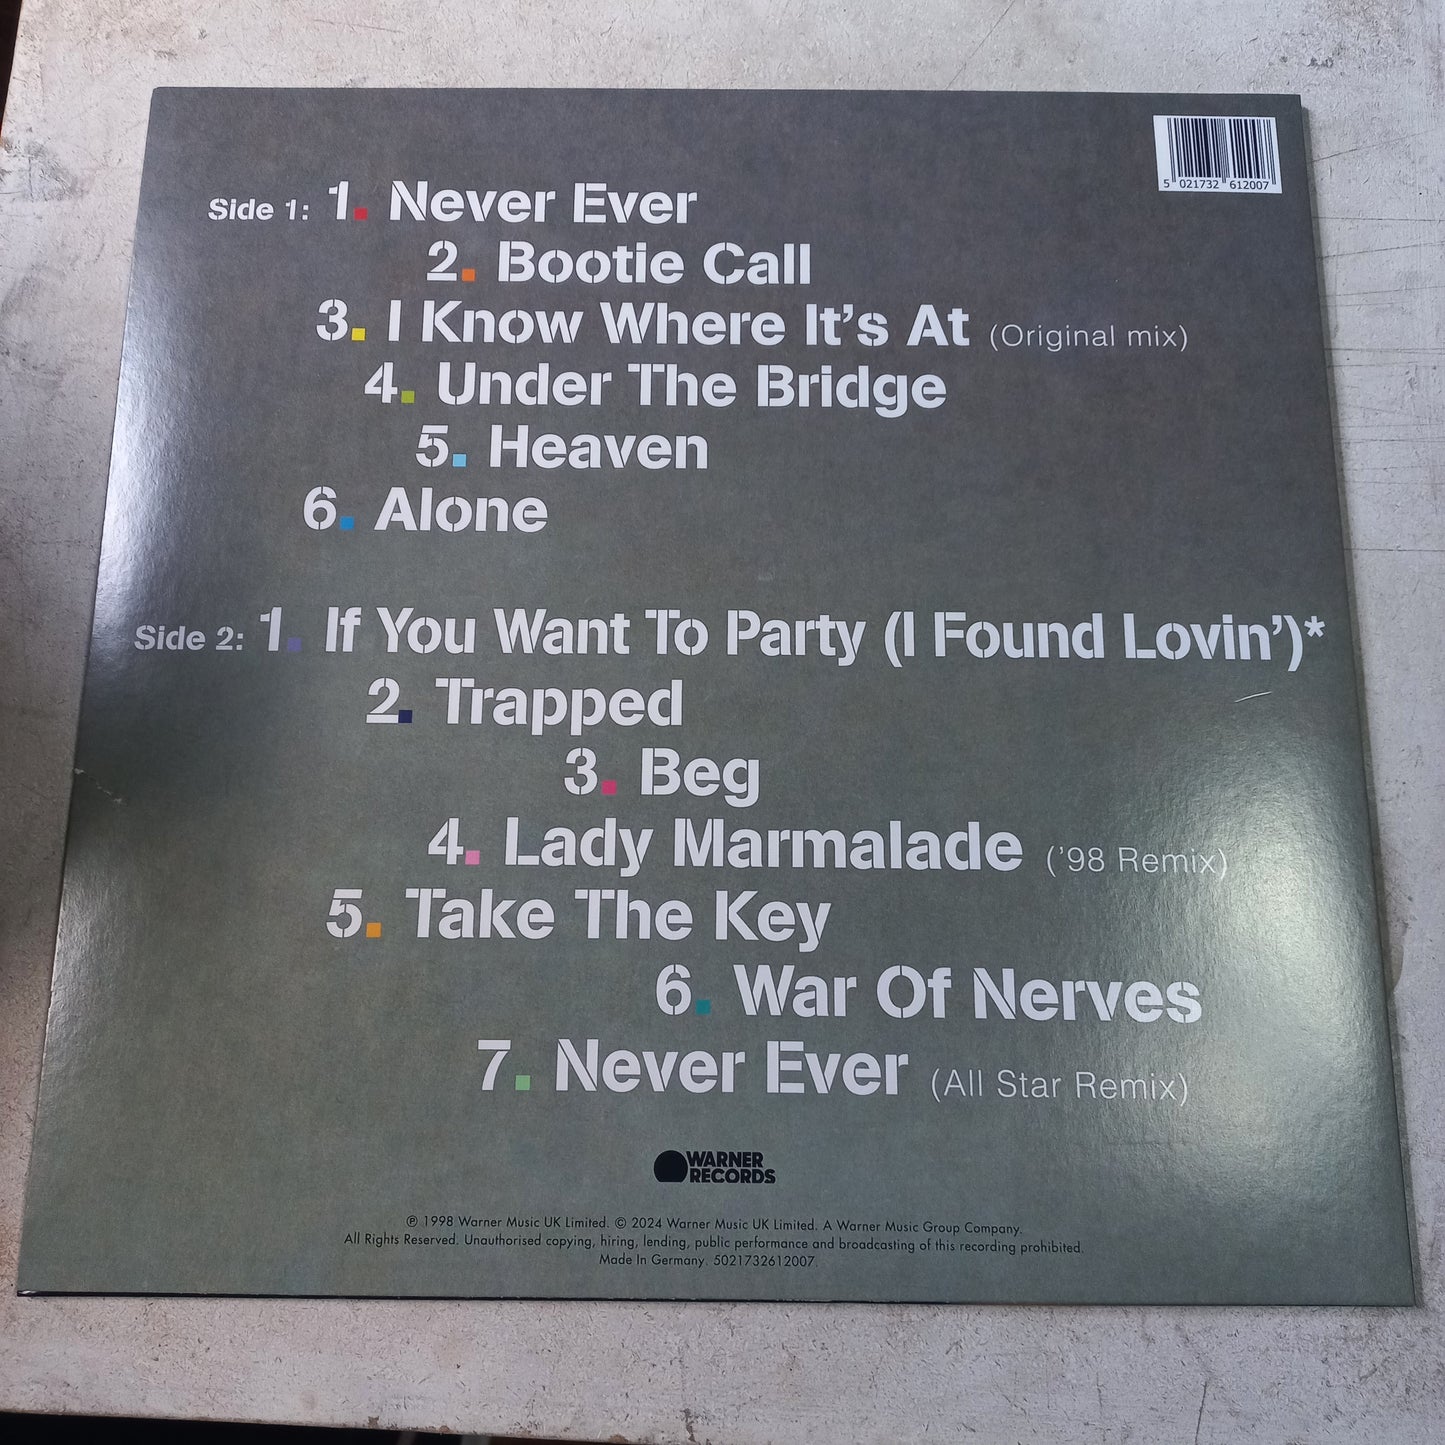 5 021732 612007
Side 1: 1. Never Ever
2. Bootie Call
3. I Know Where It's At (Original mix)
4. Under The Bridge
5. Heaven
6. Alone
Side 2: 1. If You Want To Party (I Found Lovin')*
2. Trapped
3. Beg
4. Lady Marmalade ('98 Remix)
5. Take The Key
6. War Of Nerves
7. Never Ever (All Star Remix)
WARNER
RECORDS
℗ 1998 Warner Music UK Limited. © 2024 Warner Music UK Limited. A Warner Music Group Company.
All Rights Reserved. Unauthorised copying, hiring, lending, public performance and broadcasting of this recording prohibited.
Made In Germany. 5021732612007.